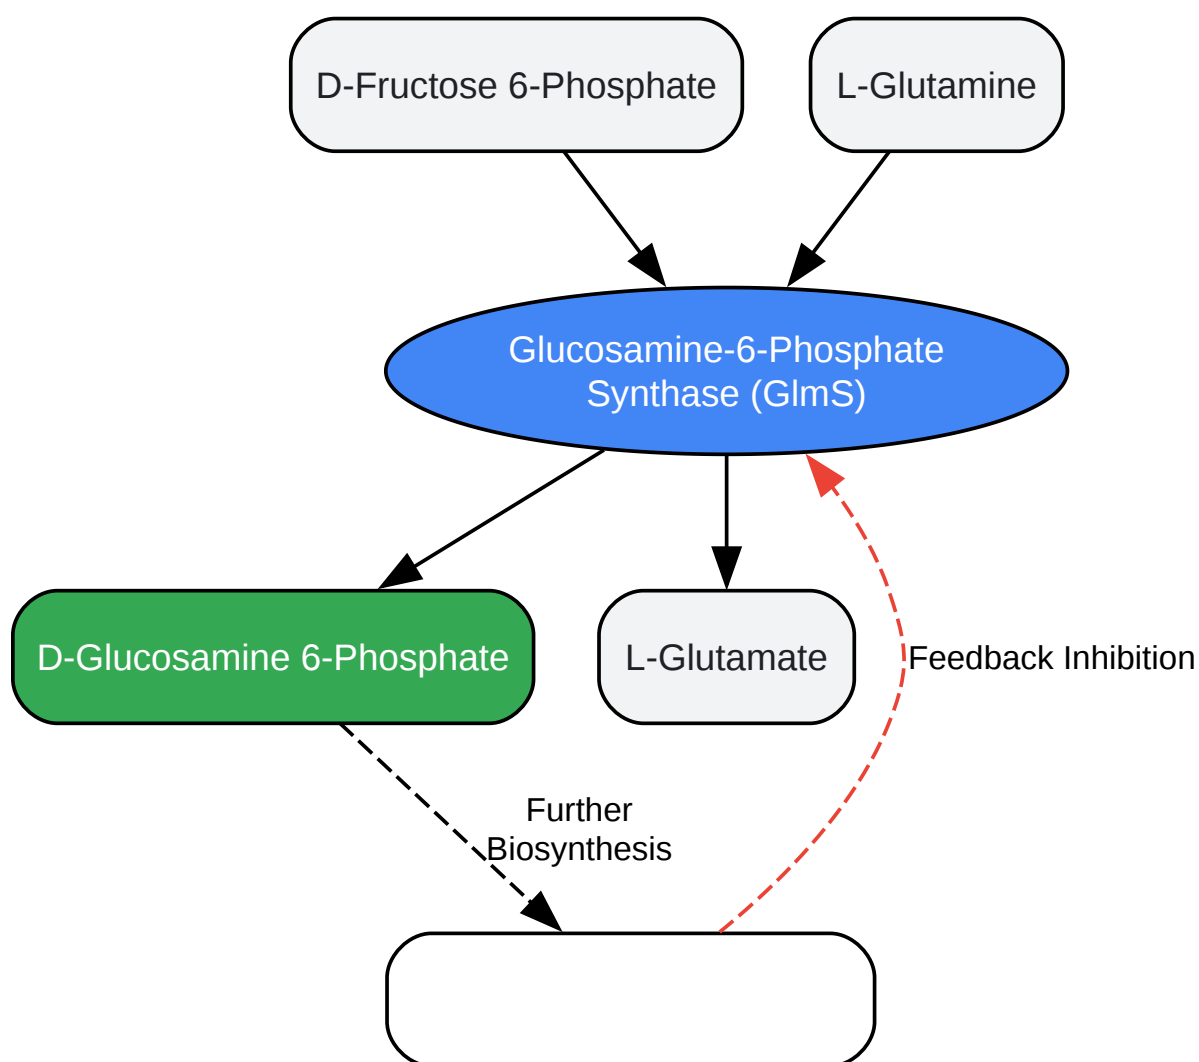 D-Fructose 6-Phosphate
L-Glutamine
Glucosamine-6-Phosphate
Synthase (GlmS)
D-Glucosamine 6-Phosphate
L-Glutamate
Feedback Inhibition
Further
Biosynthesis